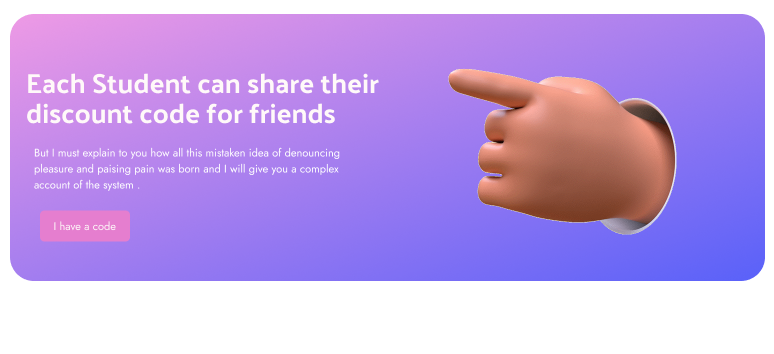 Each Student can share their
discount code for friends
But I must explain to you how all this mistaken idea of denouncing
pleasure and paising pain was born and I will give you a complex
account of the system .
I have a code